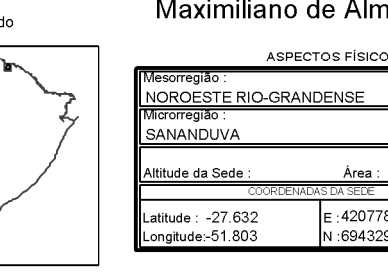 Maximiliano de Alm
do
ASPECTOS FÍSICO
Mesorregião :
NOROESTE RIO-GRANDENSE
Microrregião :
SANANDUVA
Altitude da Sede : Área :
COORDENADAS DA SEDE
Latitude : -27.632 E :420778
Longitude:-51.803 N :694329